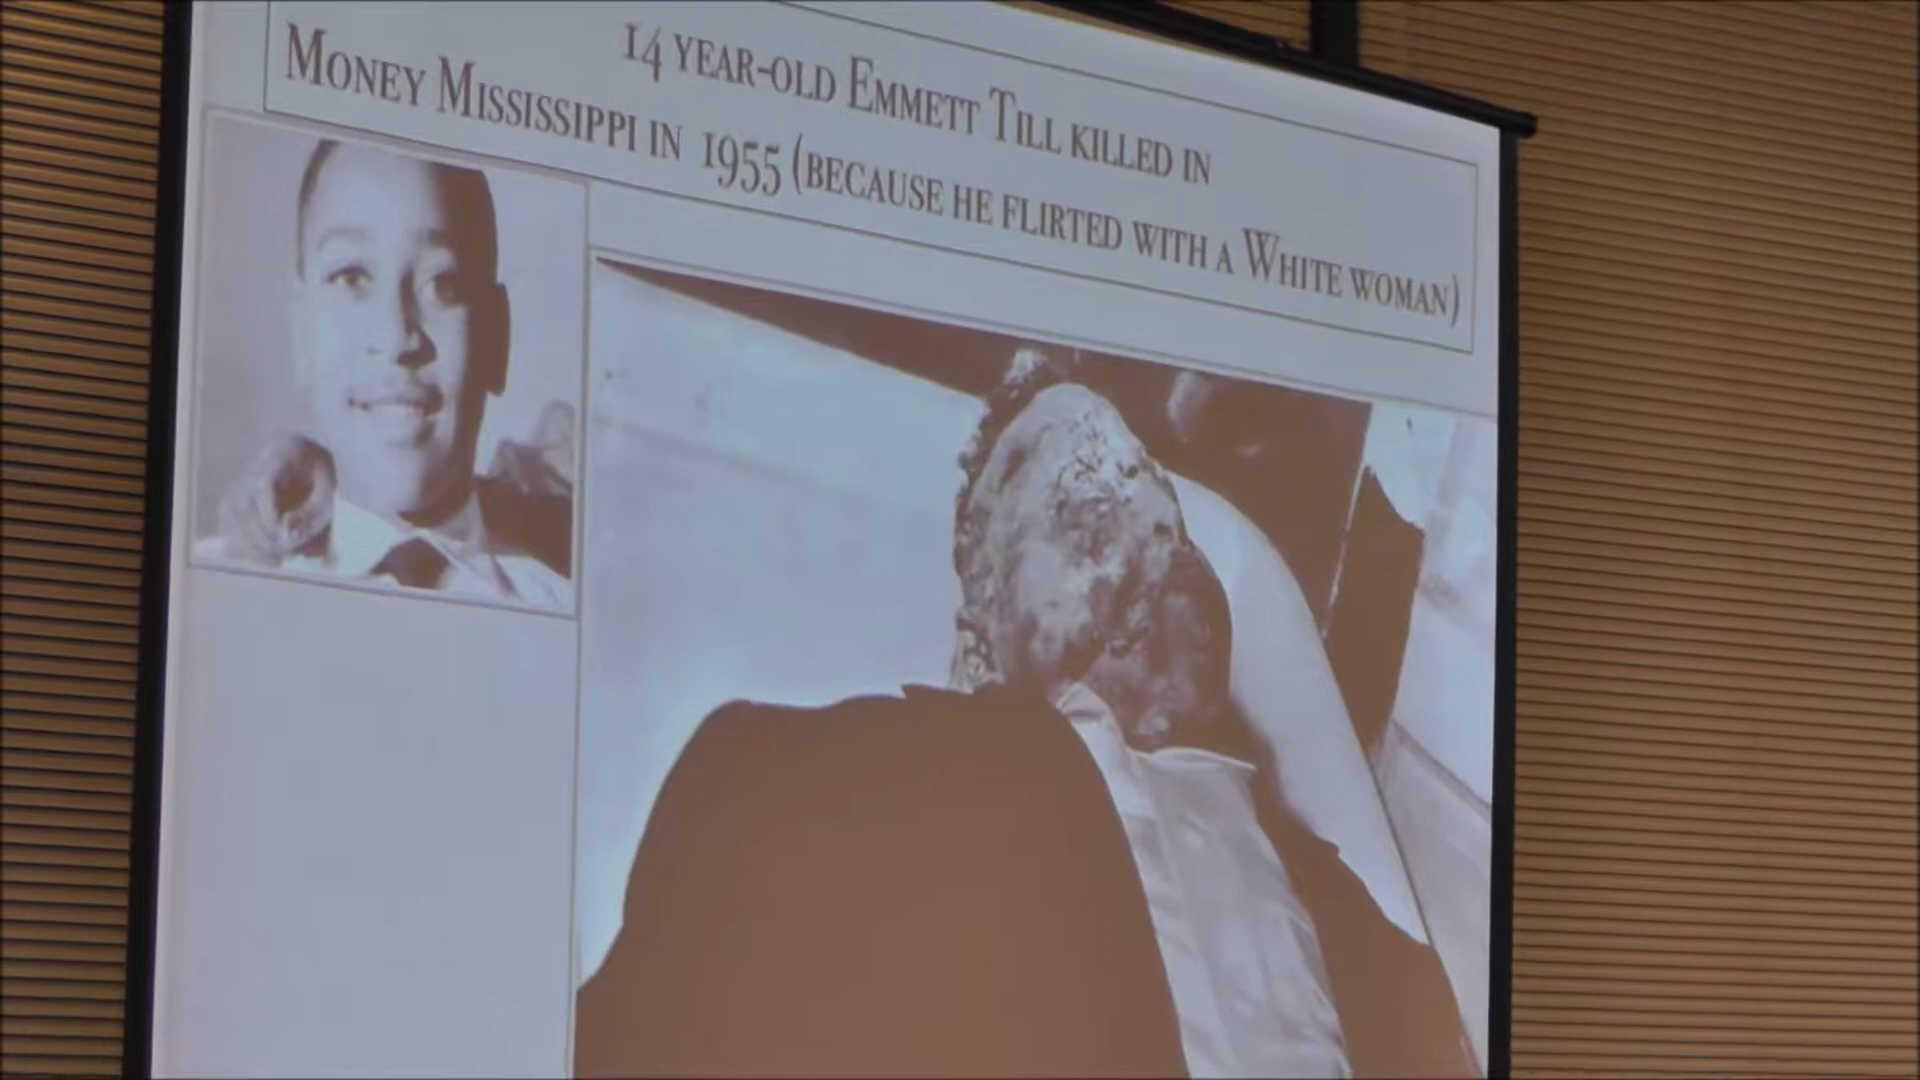 14 YEAR-OLD EMMETT TILL KILLED IN
MONEY MISSISSIPPI IN 1955 (BECAUSE HE FLIRTED WITH A WHITE WOMAN)